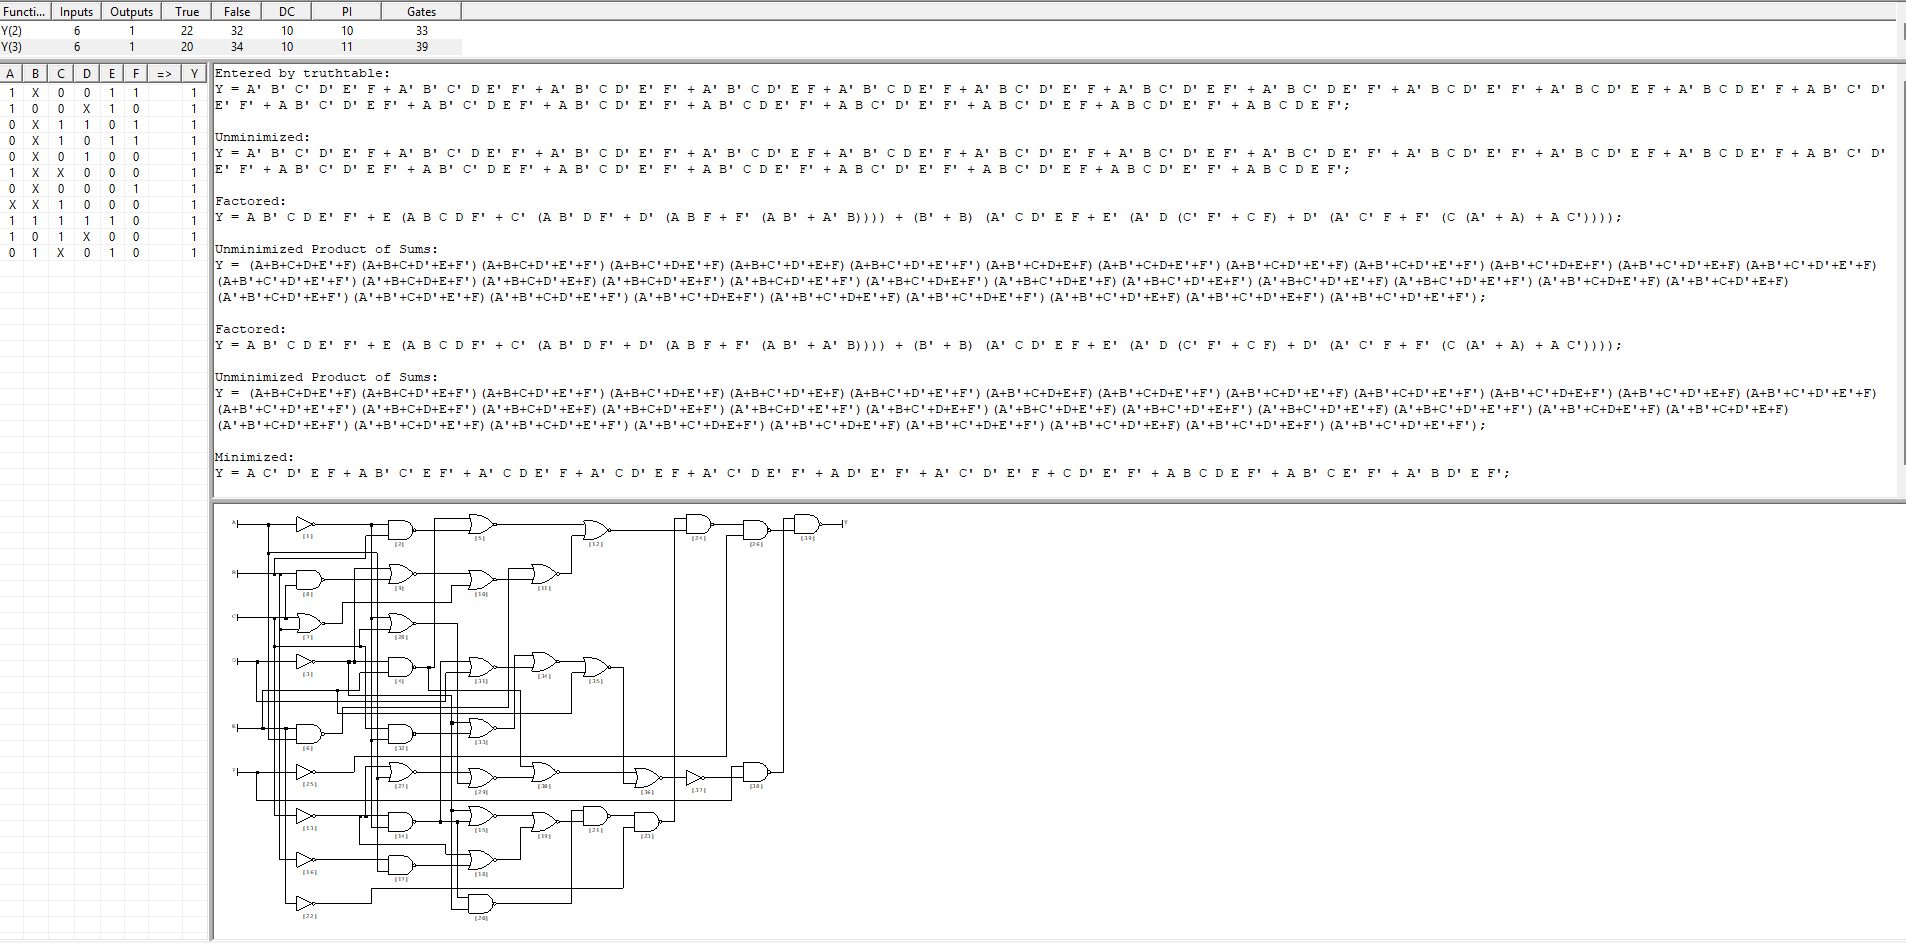 Functi... Inputs Outputs True False DC PI Gates
Y(2) 6 1 22 32 10 10 33
Y(3) 6 1 20 34 10 11 39
A B C D E F => Y
1 X 0 0 1 1 1
1 0 0 X 1 0 1
0 X 1 1 0 1 1
0 X 1 0 1 1 1
0 X 0 1 0 0 1
1 X X 0 0 0 1
0 X 0 0 0 1 1
X X 1 0 0 0 1
1 1 1 1 1 0 1
1 0 1 X 0 0 1
0 1 X 0 1 0 1
Entered by truthtable:
Y = A' B' C' D' E' F + A' B' C' D E' F' + A' B' C D' E' F' + A' B' C D' E F + A' B' C D E' F + A' B C' D' E' F + A' B C' D' E F' + A' B C' D E' F' + A' B C D' E' F' + A' B C D' E F + A' B C D E' F + A B' C' D'
E' F' + A B' C' D' E F' + A B' C' D E F' + A B' C D' E' F' + A B' C D E' F' + A B C' D' E' F' + A B C' D' E F + A B C D' E' F' + A B C D E F';
Unminimized:
Y = A' B' C' D' E' F + A' B' C' D E' F' + A' B' C D' E' F' + A' B' C D' E F + A' B' C D E' F + A' B C' D' E' F + A' B C' D' E F' + A' B C' D E' F' + A' B C D' E' F' + A' B C D' E F + A' B C D E' F + A B' C' D'
E' F' + A B' C' D' E F' + A B' C' D E F' + A B' C D' E' F' + A B' C D E' F' + A B C' D' E' F' + A B C' D' E F + A B C D' E' F' + A B C D E F';
Factored:
Y = A B' C D E' F' + E (A B C D F' + C' (A B' D F' + D' (A B F + F' (A B' + A' B)))) + (B' + B) (A' C D' E F + E' (A' D (C' F' + C F) + D' (A' C' F + F' (C (A' + A) + A C'))));
Unminimized Product of Sums:
Y = (A+B+C+D+E'+F)(A+B+C+D'+E+F')(A+B+C+D'+E'+F')(A+B+C'+D+E'+F)(A+B+C'+D'+E+F)(A+B+C'+D'+E'+F')(A+B'+C+D+E+F)(A+B'+C+D+E'+F')(A+B'+C+D'+E'+F)(A+B'+C+D'+E'+F')(A+B'+C'+D+E+F')(A+B'+C'+D'+E+F)(A+B'+C'+D'+E'+F)
(A+B'+C'+D'+E'+F')(A'+B+C+D+E+F')(A'+B+C+D'+E+F)(A'+B+C+D'+E+F')(A'+B+C+D'+E'+F')(A'+B+C'+D+E+F')(A'+B+C'+D+E'+F)(A'+B+C'+D'+E+F)(A'+B+C'+D'+E'+F')(A'+B'+C+D+E'+F)(A'+B'+C+D'+E+F)
(A'+B'+C+D'+E+F')(A'+B'+C+D'+E'+F)(A'+B'+C+D'+E'+F')(A'+B'+C'+D+E+F')(A'+B'+C'+D+E'+F)(A'+B'+C'+D+E'+F')(A'+B'+C'+D'+E+F)(A'+B'+C'+D'+E+F')(A'+B'+C'+D'+E'+F');
Factored:
Y = A B' C D E' F' + E (A B C D F' + C' (A B' D F' + D' (A B F + F' (A B' + A' B)))) + (B' + B) (A' C D' E F + E' (A' D (C' F' + C F) + D' (A' C' F + F' (C (A' + A) + A C'))));
Unminimized Product of Sums:
Y = (A+B+C+D+E'+F)(A+B+C+D'+E+F')(A+B+C+D'+E'+F')(A+B+C'+D+E'+F)(A+B+C'+D'+E+F)(A+B+C'+D'+E'+F')(A+B'+C+D+E+F)(A+B'+C+D+E'+F')(A+B'+C+D'+E'+F)(A+B'+C+D'+E'+F')(A+B'+C'+D+E+F')(A+B'+C'+D'+E+F)(A+B'+C'+D'+E'+F)
(A+B'+C'+D'+E'+F')(A'+B+C+D+E+F')(A'+B+C+D'+E+F)(A'+B+C+D'+E+F')(A'+B+C+D'+E'+F')(A'+B+C'+D+E+F')(A'+B+C'+D+E'+F)(A'+B+C'+D'+E+F)(A'+B+C'+D'+E'+F')(A'+B'+C+D+E'+F)(A'+B'+C+D'+E+F)
(A'+B'+C+D'+E+F')(A'+B'+C+D'+E'+F)(A'+B'+C+D'+E'+F')(A'+B'+C'+D+E+F')(A'+B'+C'+D+E'+F)(A'+B'+C'+D+E'+F')(A'+B'+C'+D'+E+F)(A'+B'+C'+D'+E+F')(A'+B'+C'+D'+E'+F');
Minimized:
Y = A C' D' E F + A B' C' E F' + A' C D E' F + A' C D' E F + A' C' D E' F' + A D' E' F' + A' C' D' E' F + C D' E' F' + A B C D E F' + A B' C E' F' + A' B D' E F';
A [1] [2] [5] [12] [24] [26] [39] Y
B [8] [9] [10] [11]
C [7] [28]
D [3] [4] [31] [34] [35]
E [6] [32] [33]
F [25] [27] [29] [30] [36] [37] [38]
[13] [14] [15] [19] [21] [23]
[16] [17] [18]
[22] [20]